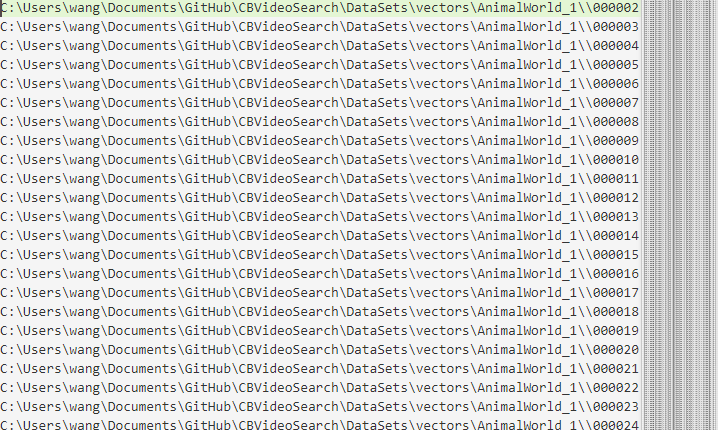 C:\Users\wang\Documents\GitHub\CBVideoSearch\DataSets\vectors\AnimalWorld_1\\000002
C:\Users\wang\Documents\GitHub\CBVideoSearch\DataSets\vectors\AnimalWorld_1\\000003
C:\Users\wang\Documents\GitHub\CBVideoSearch\DataSets\vectors\AnimalWorld_1\\000004
C:\Users\wang\Documents\GitHub\CBVideoSearch\DataSets\vectors\AnimalWorld_1\\000005
C:\Users\wang\Documents\GitHub\CBVideoSearch\DataSets\vectors\AnimalWorld_1\\000006
C:\Users\wang\Documents\GitHub\CBVideoSearch\DataSets\vectors\AnimalWorld_1\\000007
C:\Users\wang\Documents\GitHub\CBVideoSearch\DataSets\vectors\AnimalWorld_1\\000008
C:\Users\wang\Documents\GitHub\CBVideoSearch\DataSets\vectors\AnimalWorld_1\\000009
C:\Users\wang\Documents\GitHub\CBVideoSearch\DataSets\vectors\AnimalWorld_1\\000010
C:\Users\wang\Documents\GitHub\CBVideoSearch\DataSets\vectors\AnimalWorld_1\\000011
C:\Users\wang\Documents\GitHub\CBVideoSearch\DataSets\vectors\AnimalWorld_1\\000012
C:\Users\wang\Documents\GitHub\CBVideoSearch\DataSets\vectors\AnimalWorld_1\\000013
C:\Users\wang\Documents\GitHub\CBVideoSearch\DataSets\vectors\AnimalWorld_1\\000014
C:\Users\wang\Documents\GitHub\CBVideoSearch\DataSets\vectors\AnimalWorld_1\\000015
C:\Users\wang\Documents\GitHub\CBVideoSearch\DataSets\vectors\AnimalWorld_1\\000016
C:\Users\wang\Documents\GitHub\CBVideoSearch\DataSets\vectors\AnimalWorld_1\\000017
C:\Users\wang\Documents\GitHub\CBVideoSearch\DataSets\vectors\AnimalWorld_1\\000018
C:\Users\wang\Documents\GitHub\CBVideoSearch\DataSets\vectors\AnimalWorld_1\\000019
C:\Users\wang\Documents\GitHub\CBVideoSearch\DataSets\vectors\AnimalWorld_1\\000020
C:\Users\wang\Documents\GitHub\CBVideoSearch\DataSets\vectors\AnimalWorld_1\\000021
C:\Users\wang\Documents\GitHub\CBVideoSearch\DataSets\vectors\AnimalWorld_1\\000022
C:\Users\wang\Documents\GitHub\CBVideoSearch\DataSets\vectors\AnimalWorld_1\\000023
C:\Users\wang\Documents\GitHub\CBVideoSearch\DataSets\vectors\AnimalWorld_1\\000024